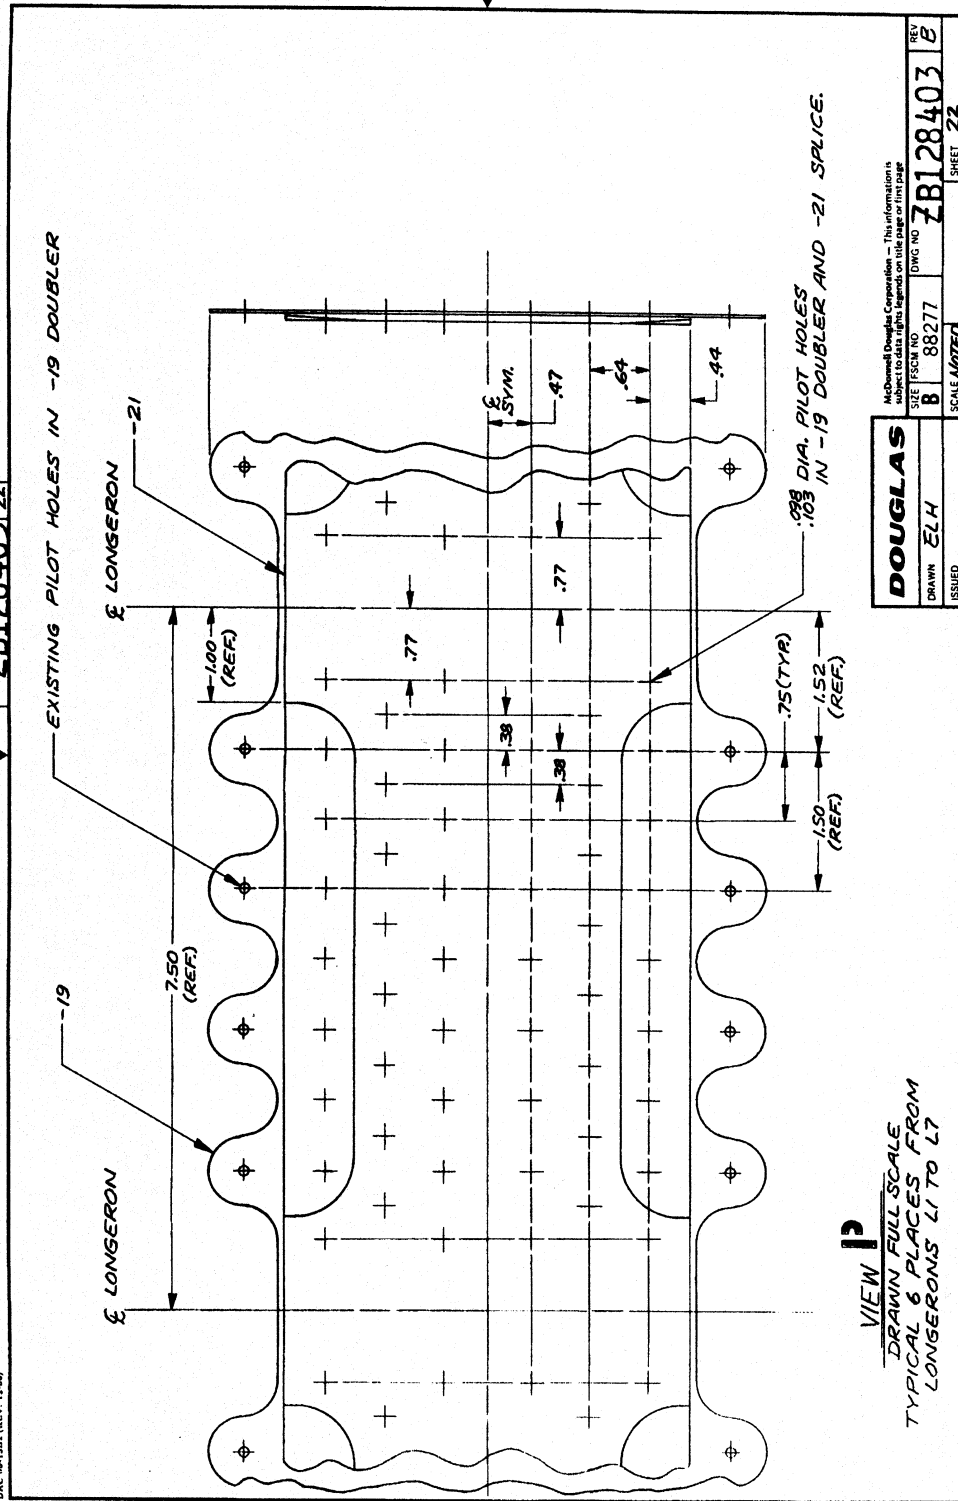 EXISTING PILOT HOLES IN -19 DOUBLER
-19
-21
℄ LONGERON
℄ LONGERON
7.50
(REF.)
1.00
(REF.)
.77
.77
.38
.38
℄
SYM.
.47
.64
.44
.75 (TYP.)
1.52
(REF.)
1.50
(REF.)
.098
.103 DIA. PILOT HOLES
IN -19 DOUBLER AND -21 SPLICE.
VIEW P
DRAWN FULL SCALE
TYPICAL 6 PLACES FROM
LONGERONS L1 TO L7
McDonnell Douglas Corporation — This information is
subject to data rights legends on title page or first page
DOUGLAS
DRAWN ELH
ISSUED
SIZE
B
FSCM NO
88277
DWG NO
ZB128403
REV
B
SCALE NOTED
SHEET 22